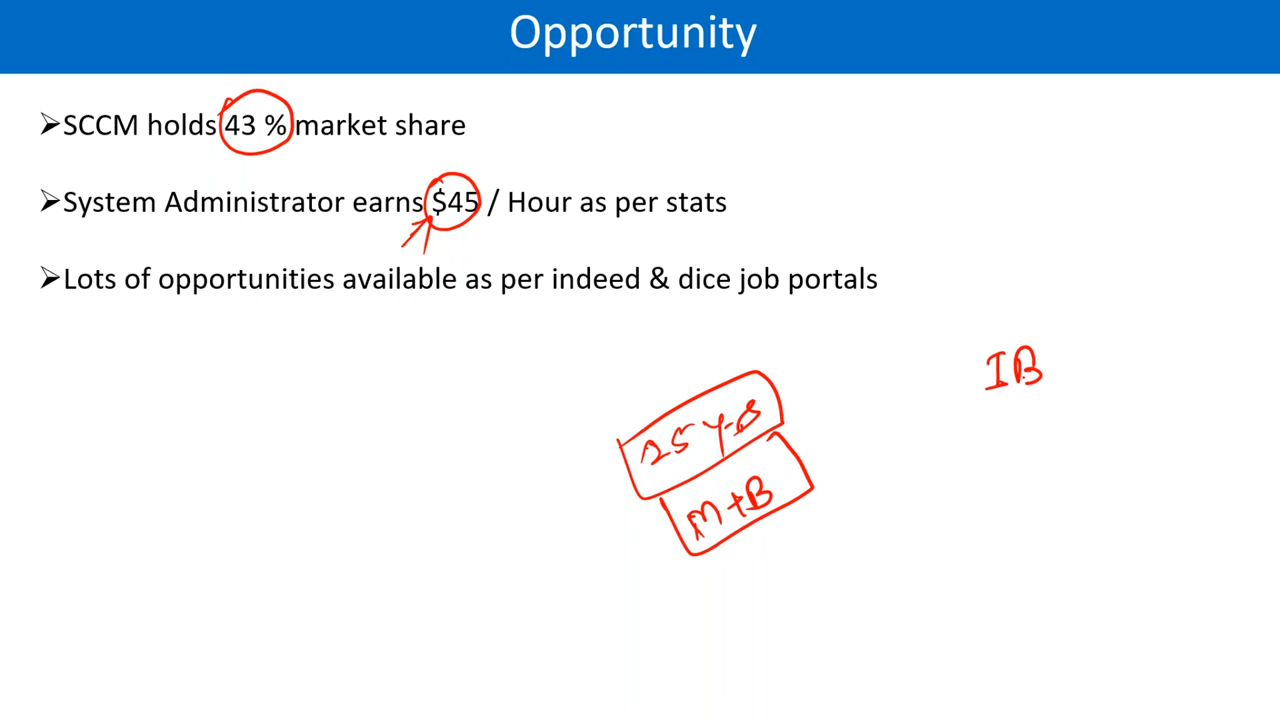 Opportunity
➢SCCM holds 43 % market share
➢System Administrator earns $45 / Hour as per stats
➢Lots of opportunities available as per indeed & dice job portals
IB
25
M+B